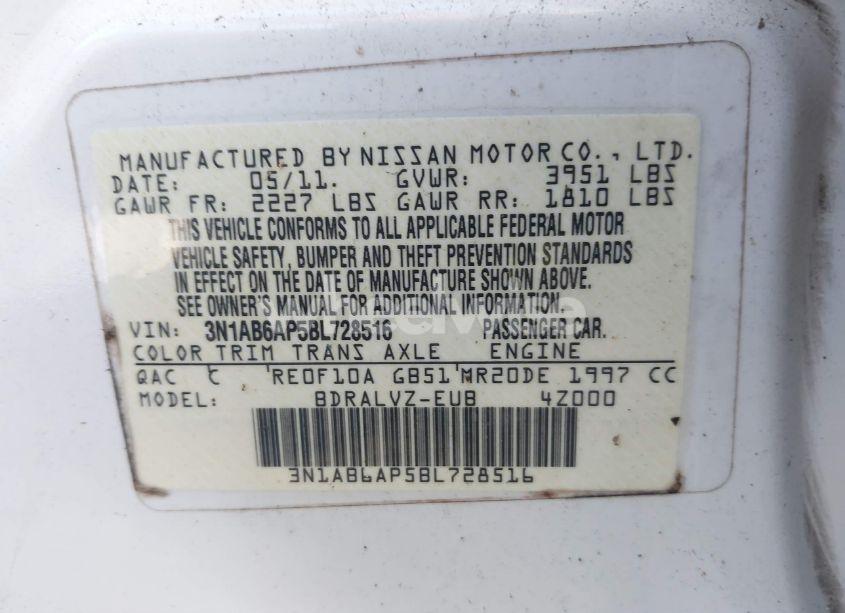 MANUFACTURED BY NISSAN MOTOR CO., LTD.
DATE: 05/11. GVWR: 3951 LBS
GAWR FR: 2227 LBS GAWR RR: 1810 LBS
THIS VEHICLE CONFORMS TO ALL APPLICABLE FEDERAL MOTOR
VEHICLE SAFETY, BUMPER AND THEFT PREVENTION STANDARDS
IN EFFECT ON THE DATE OF MANUFACTURE SHOWN ABOVE.
SEE OWNER'S MANUAL FOR ADDITIONAL INFORMATION.
VIN: 3N1AB6AP5BL728516 PASSENGER CAR.
COLOR TRIM TRANS AXLE ENGINE
QAC C RE0F10A GB51 MR20DE 1997 CC
MODEL: BDRALVZ-EUB 4Z000
3N1AB6AP5BL728516